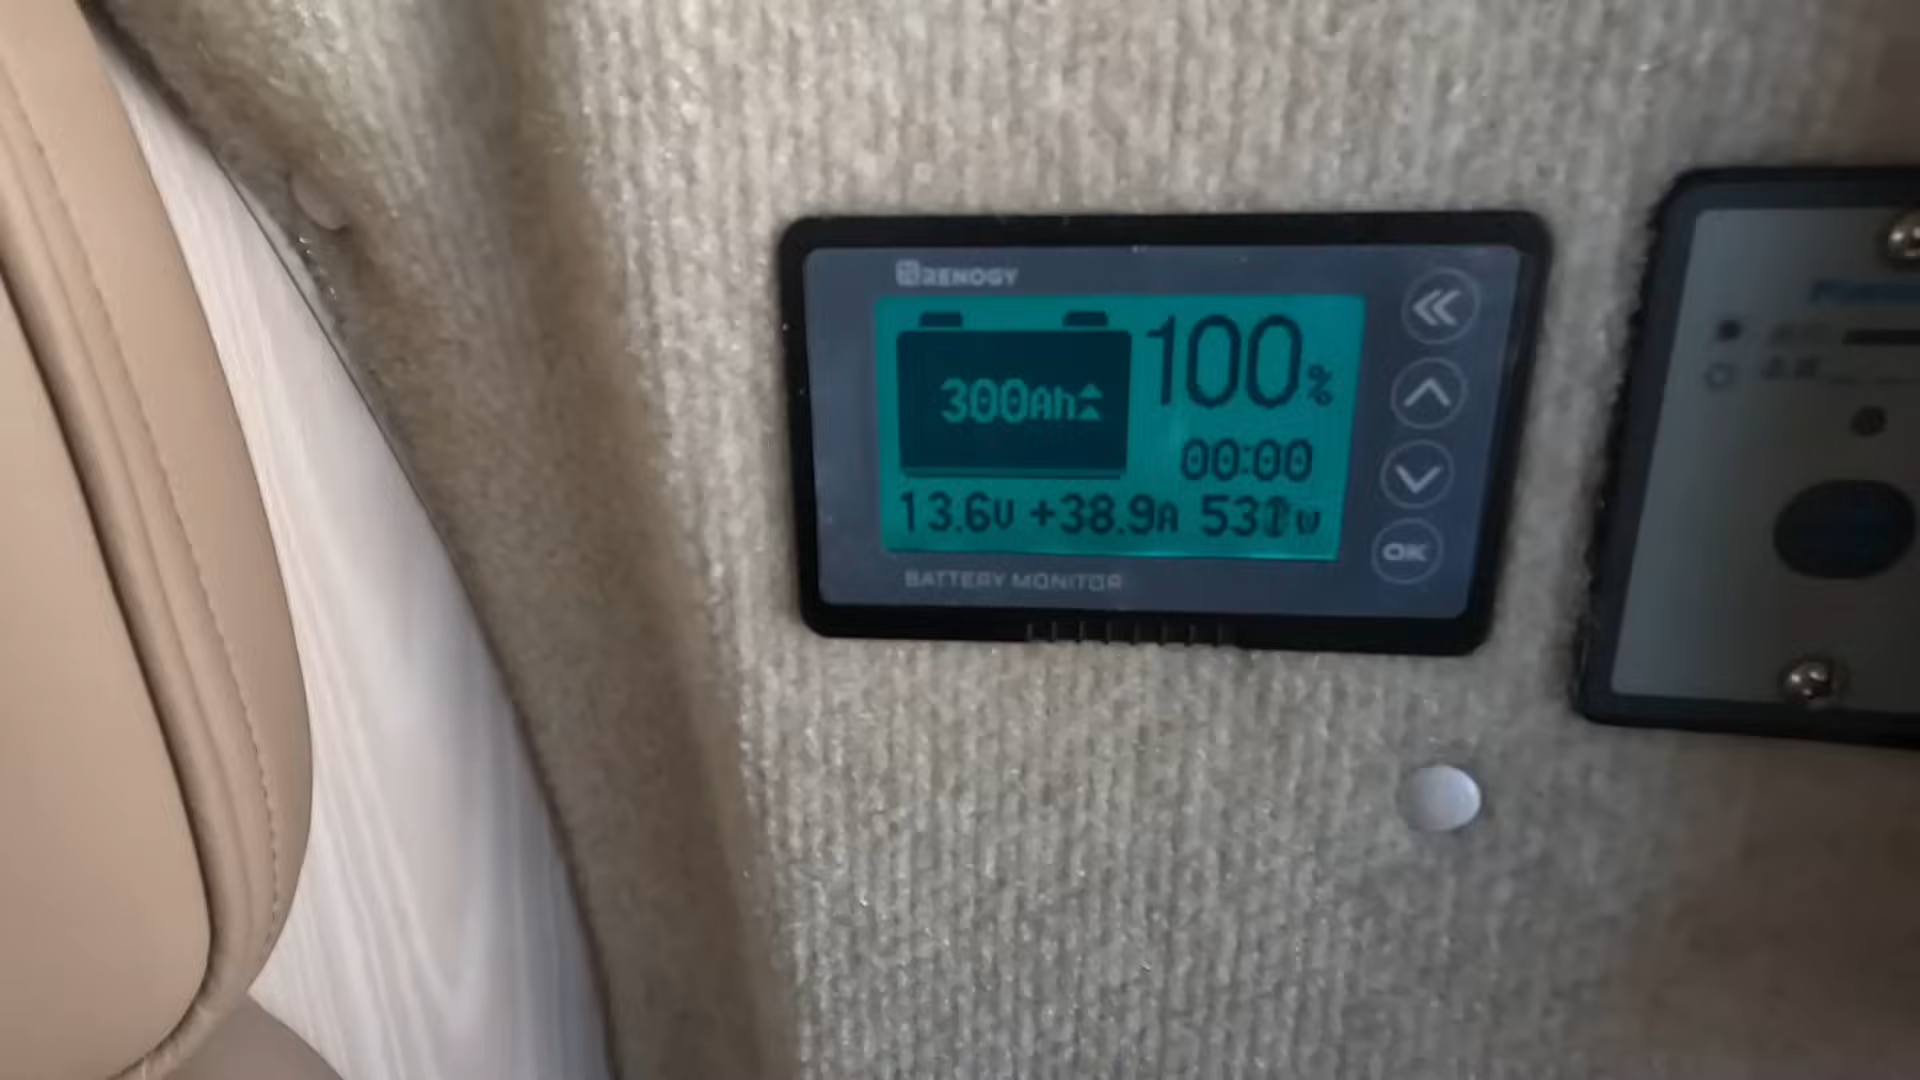 RENOGY
100%
300Ah
00:00
13.6V +38.9A
BATTERY MONITOR
OK